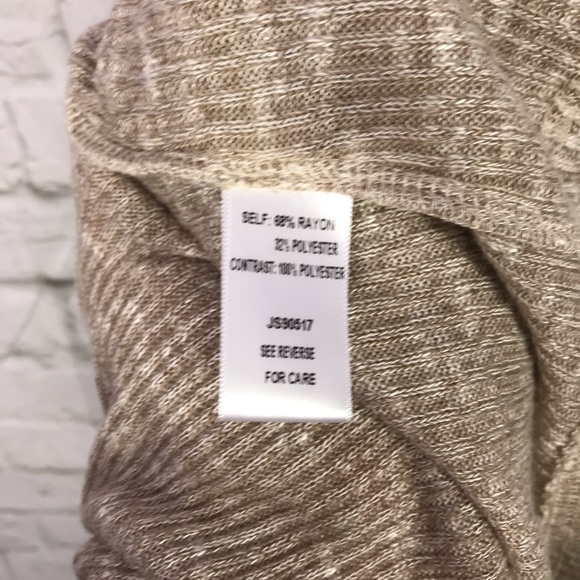 SELF: 68% RAYON
32% POLYESTER
CONTRAST: 100% POLYESTER
JS90517
SEE REVERSE
FOR CARE